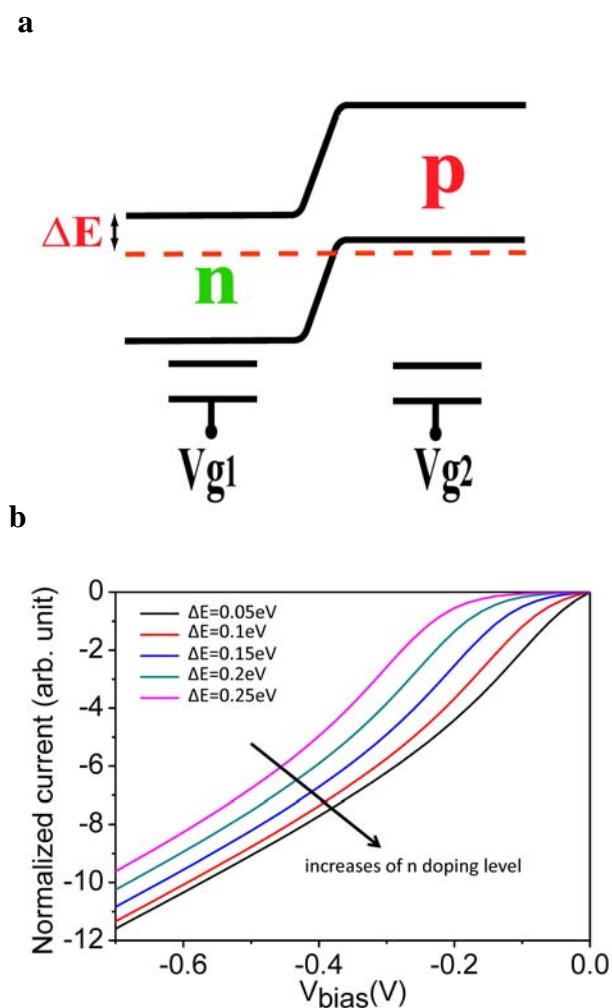 a
p
ΔE
n
Vg1 Vg2
b
Normalized current (arb. unit)
0
-2
-4
-6
-8
-10
-12
ΔE=0.05eV
ΔE=0.1eV
ΔE=0.15eV
ΔE=0.2eV
ΔE=0.25eV
increases of n doping level
-0.6 -0.4 -0.2 0.0
Vbias(V)